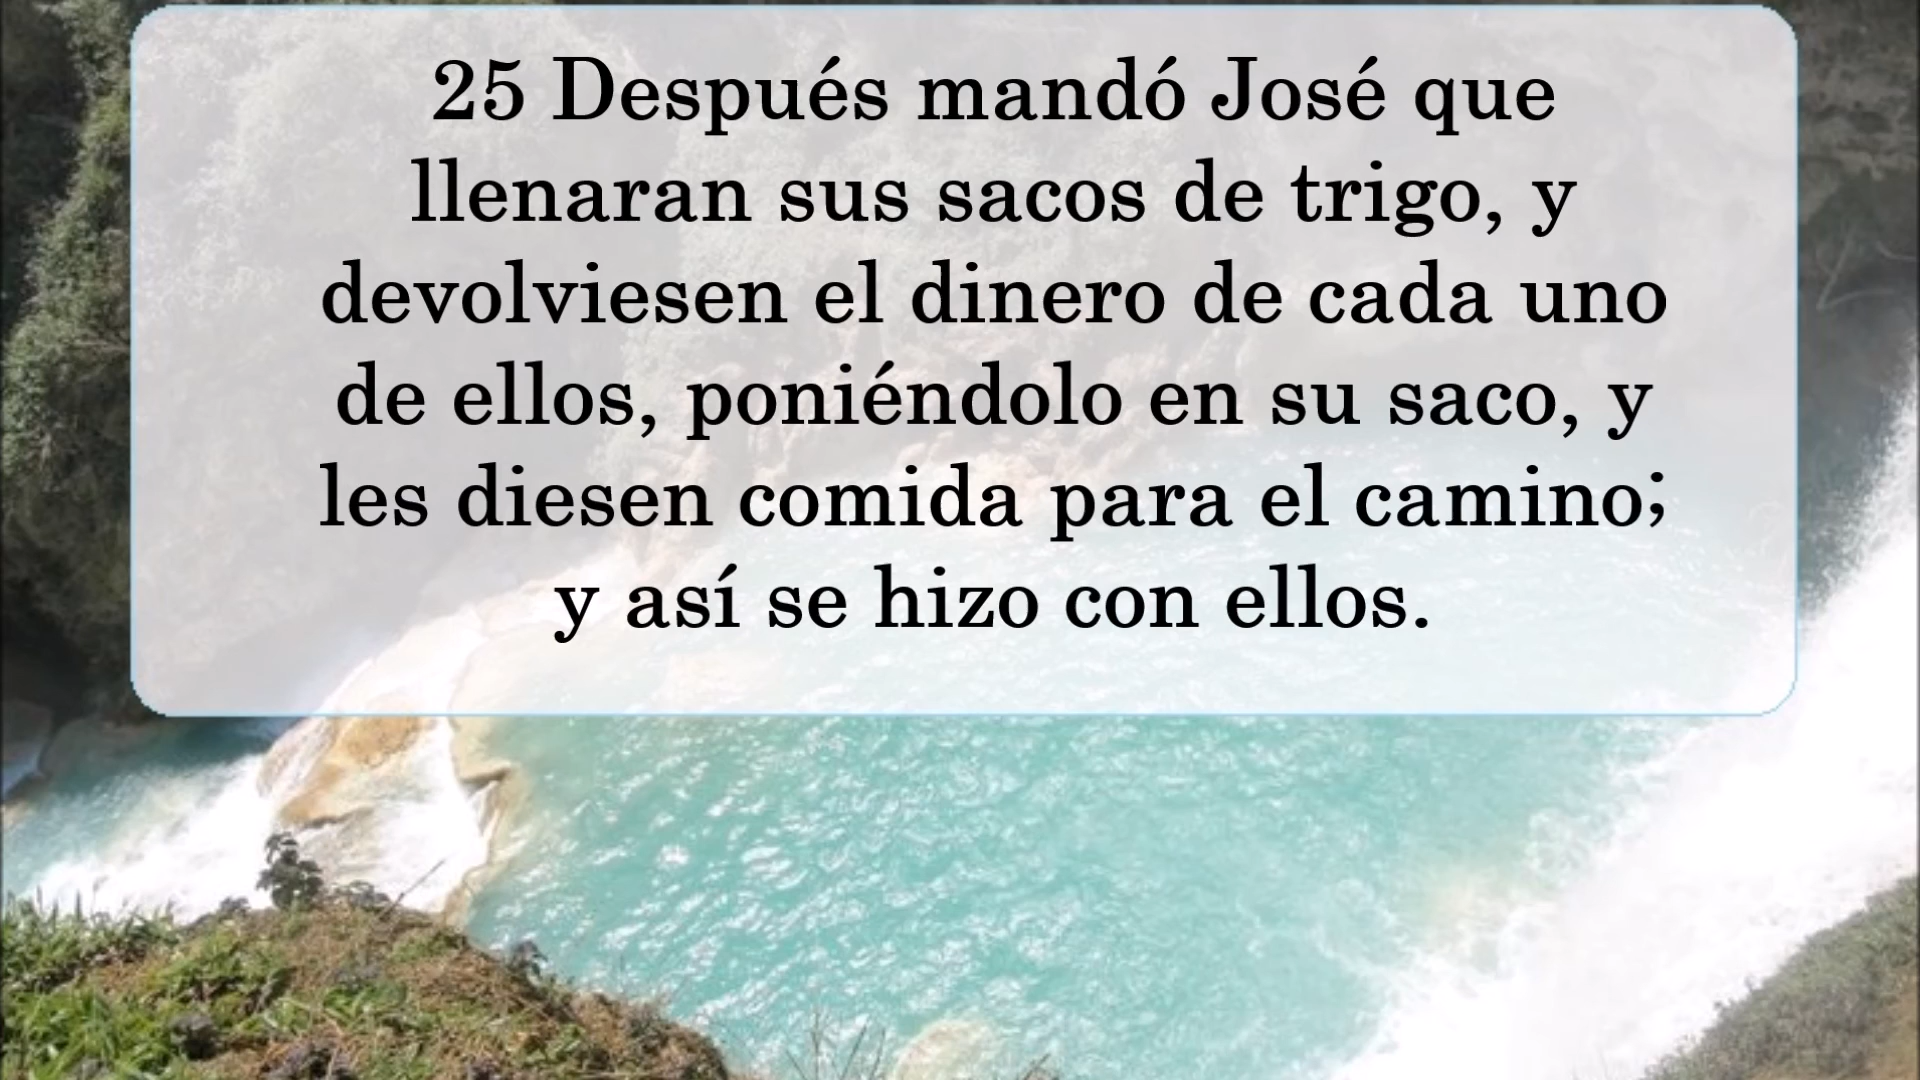 25 Después mandó José que
llenaran sus sacos de trigo, y
devolviesen el dinero de cada uno
de ellos, poniéndolo en su saco, y
les diesen comida para el camino;
y así se hizo con ellos.